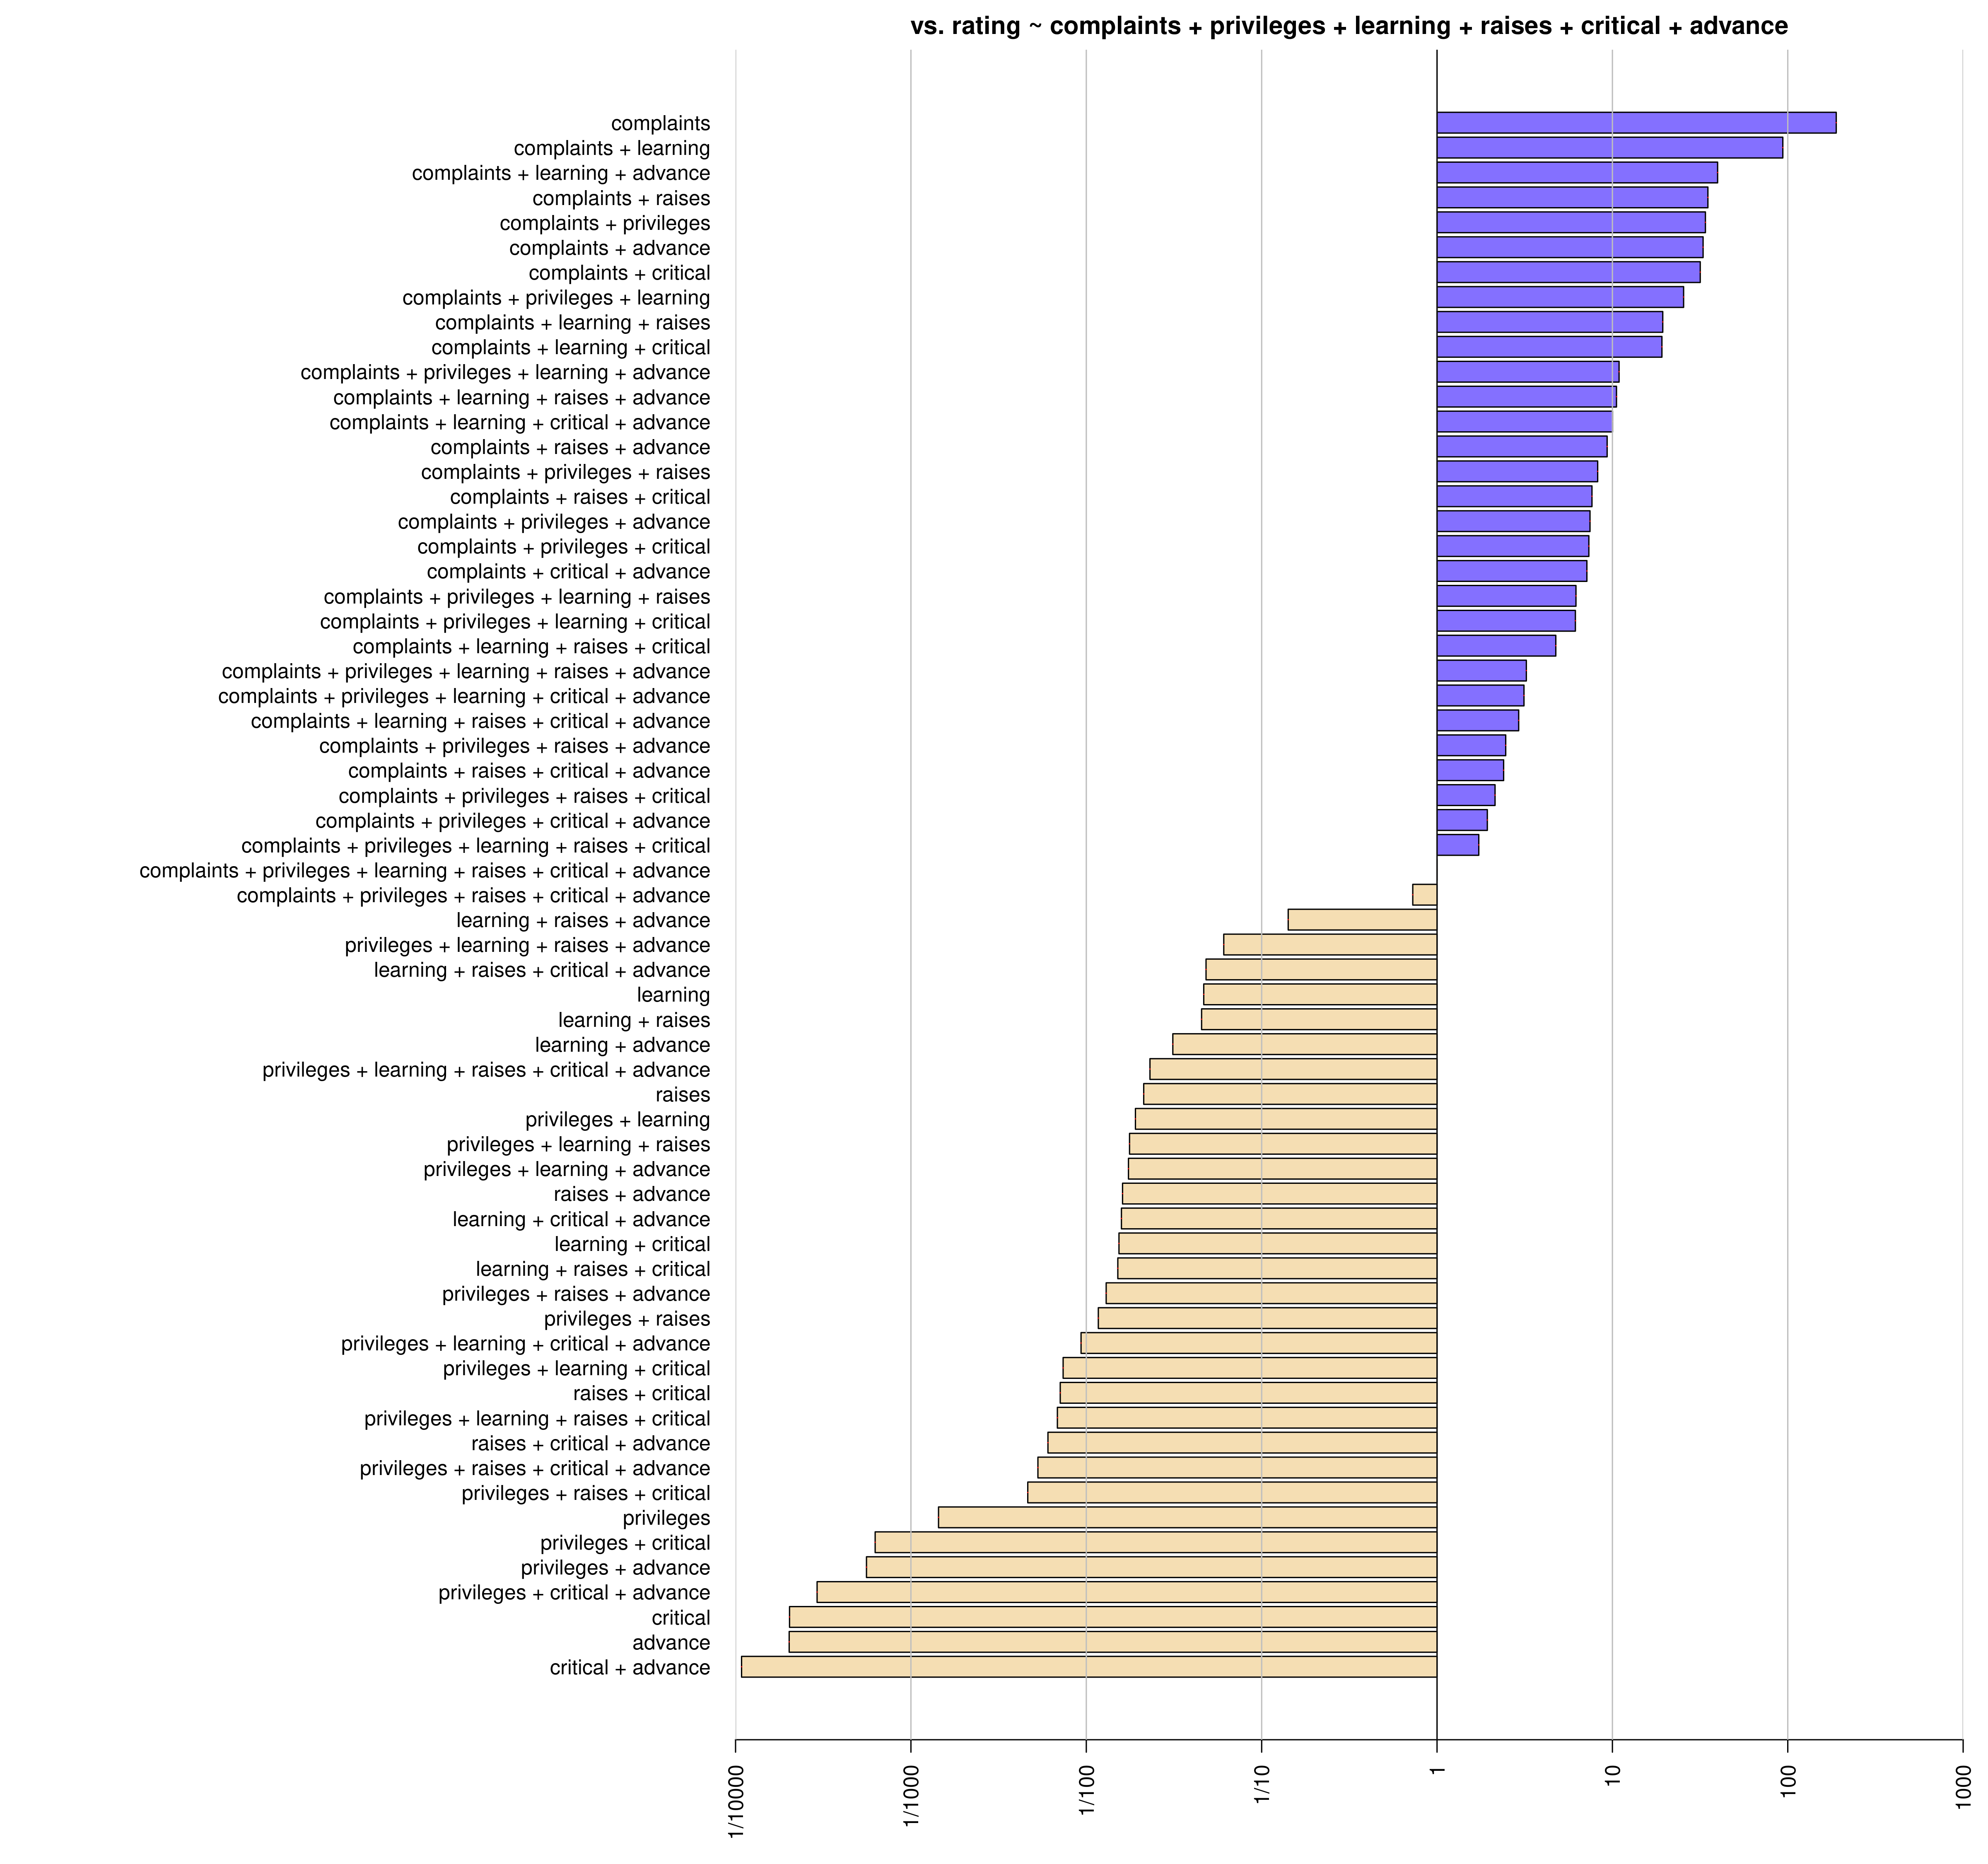 vs. rating ~ complaints + privileges + learning + raises + critical + advance
complaints
complaints + learning
complaints + learning + advance
complaints + raises
complaints + privileges
complaints + advance
complaints + critical
complaints + privileges + learning
complaints + learning + raises
complaints + learning + critical
complaints + privileges + learning + advance
complaints + learning + raises + advance
complaints + learning + critical + advance
complaints + raises + advance
complaints + privileges + raises
complaints + raises + critical
complaints + privileges + advance
complaints + privileges + critical
complaints + critical + advance
complaints + privileges + learning + raises
complaints + privileges + learning + critical
complaints + learning + raises + critical
complaints + privileges + learning + raises + advance
complaints + privileges + learning + critical + advance
complaints + learning + raises + critical + advance
complaints + privileges + raises + advance
complaints + raises + critical + advance
complaints + privileges + raises + critical
complaints + privileges + critical + advance
complaints + privileges + learning + raises + critical
complaints + privileges + learning + raises + critical + advance
complaints + privileges + raises + critical + advance
learning + raises + advance
privileges + learning + raises + advance
learning + raises + critical + advance
learning
learning + raises
learning + advance
privileges + learning + raises + critical + advance
raises
privileges + learning
privileges + learning + raises
privileges + learning + advance
raises + advance
learning + critical + advance
learning + critical
learning + raises + critical
privileges + raises + advance
privileges + raises
privileges + learning + critical + advance
privileges + learning + critical
raises + critical
privileges + learning + raises + critical
raises + critical + advance
privileges + raises + critical + advance
privileges + raises + critical
privileges
privileges + critical
privileges + advance
privileges + critical + advance
critical
advance
critical + advance
1/10000
1/1000
1/100
1/10
1
10
100
1000